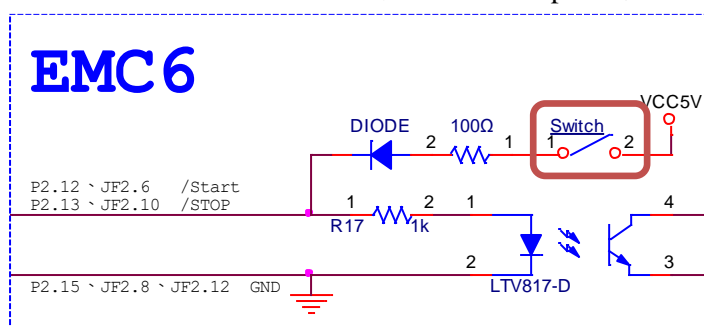 EMC6
VCC5V
DIODE 2 100Ω 1 Switch
1 2
P2.12、JF2.6 /Start
P2.13、JF2.10 /STOP
1 2 1 4
R17 1k
2 3
P2.15、JF2.8、JF2.12 GND
LTV817-D